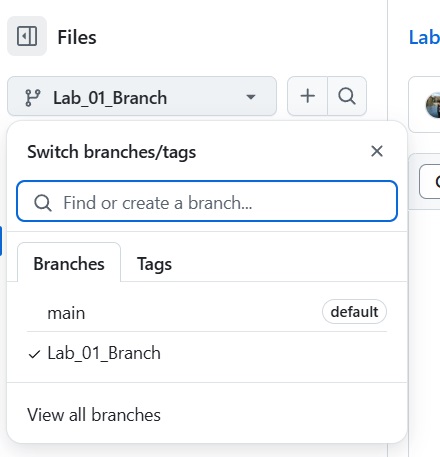 Files
Lab
Lab_01_Branch
Switch branches/tags
Find or create a branch...
Branches
Tags
main
default
Lab_01_Branch
View all branches